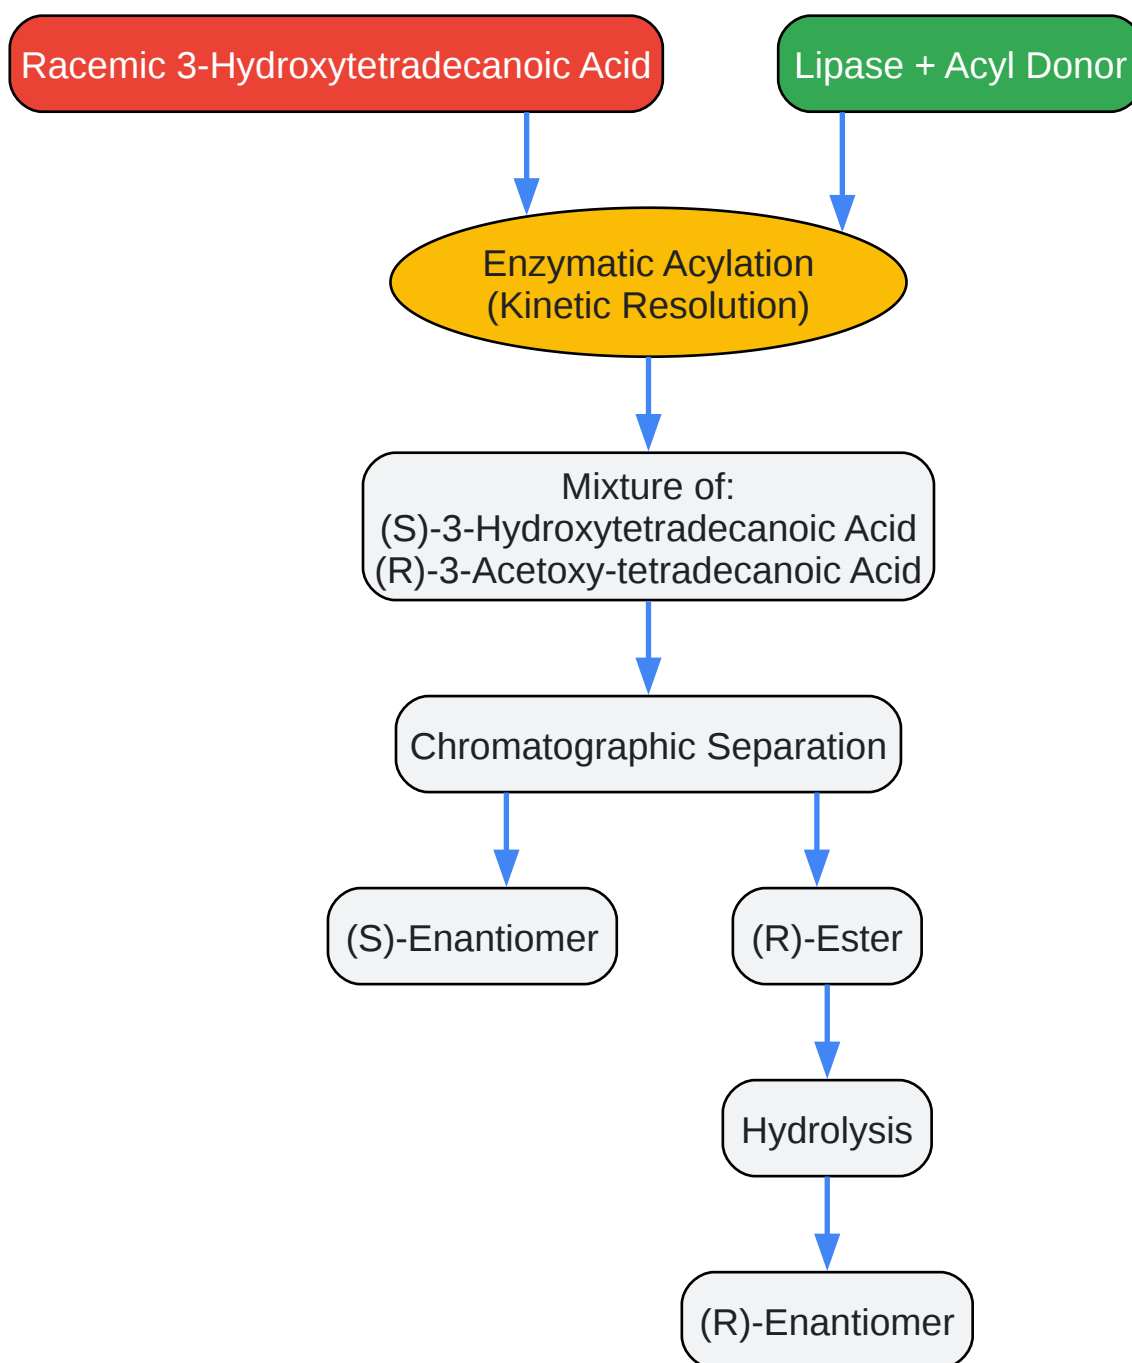 Racemic 3-Hydroxytetradecanoic Acid
Lipase + Acyl Donor
Enzymatic Acylation
(Kinetic Resolution)
Mixture of:
(S)-3-Hydroxytetradecanoic Acid
(R)-3-Acetoxy-tetradecanoic Acid
Chromatographic Separation
(S)-Enantiomer
(R)-Ester
Hydrolysis
(R)-Enantiomer